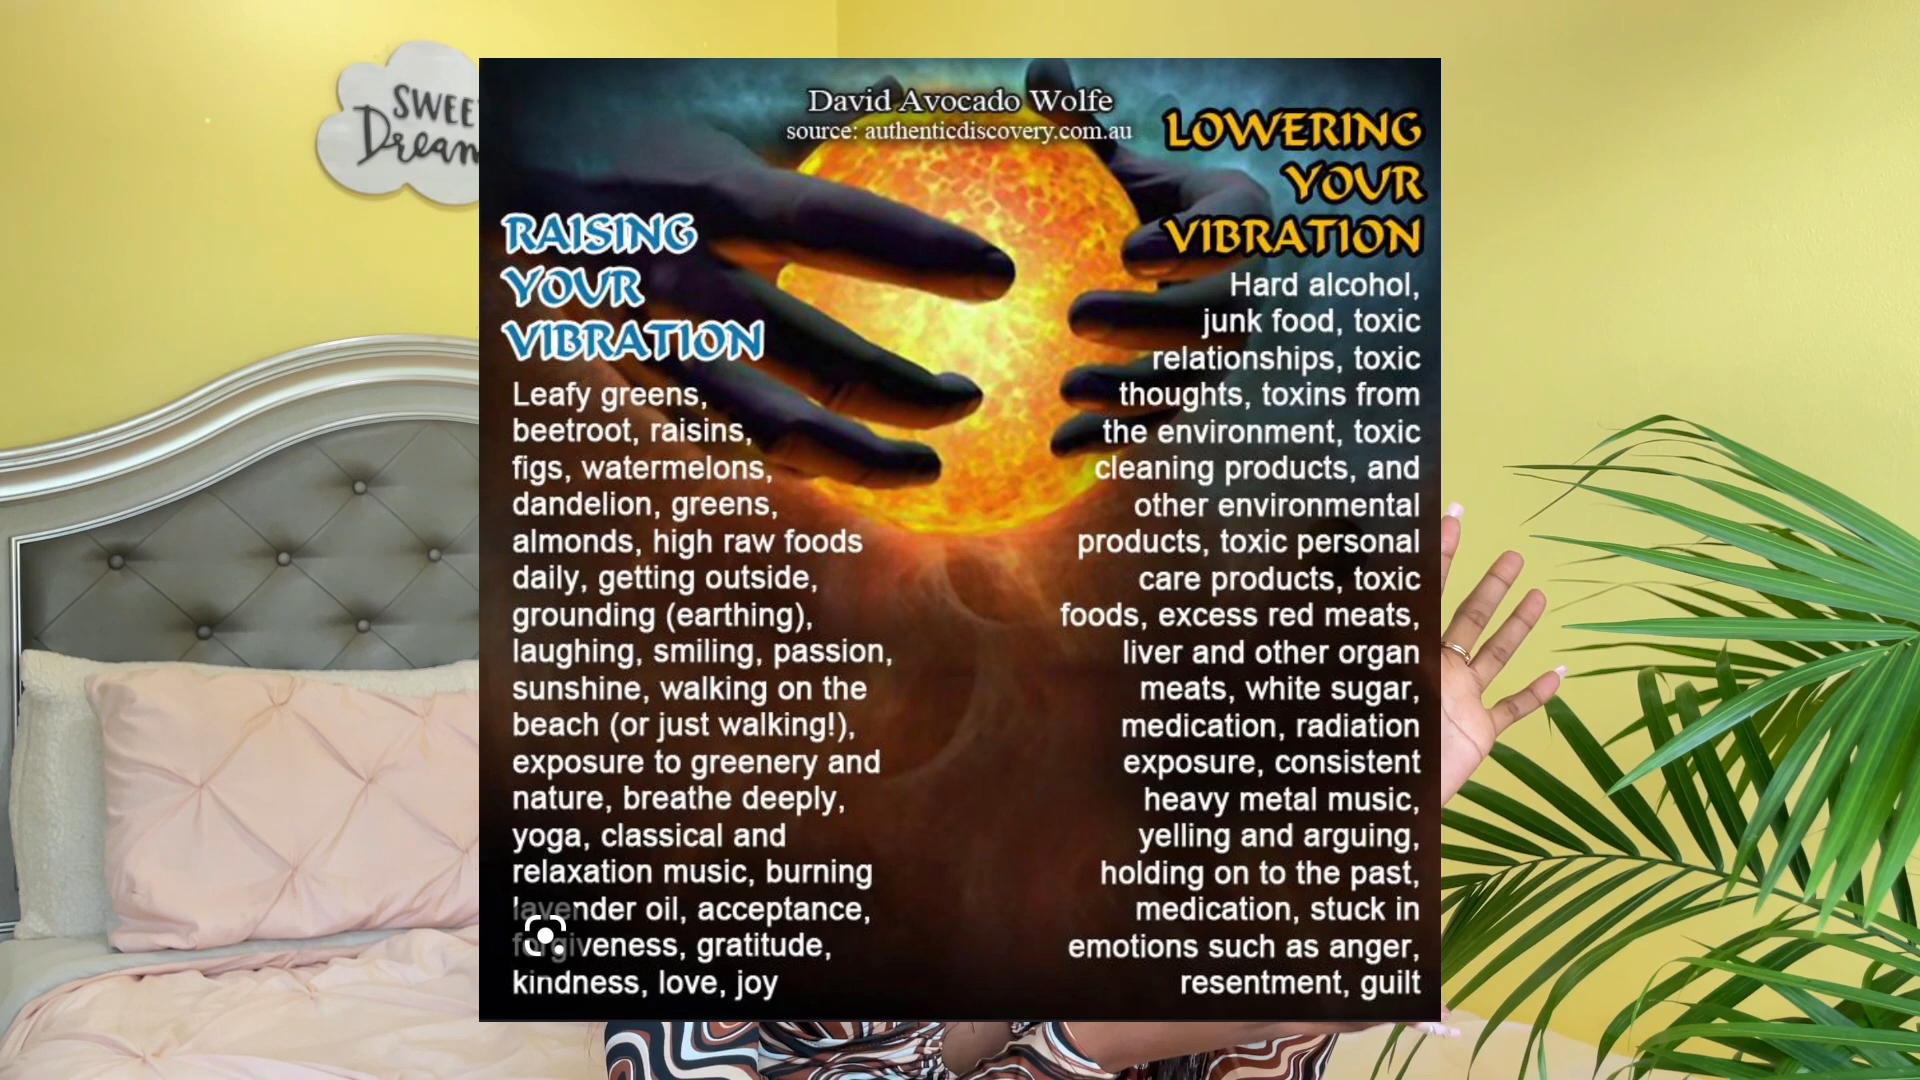 SWEE
Dream
David Avocado Wolfe
source: authenticdiscovery.com.au
RAISING
YOUR
VIBRATION
Leafy greens,
beetroot, raisins,
figs, watermelons,
dandelion, greens,
almonds, high raw foods
daily, getting outside,
grounding (earthing),
laughing, smiling, passion,
sunshine, walking on the
beach (or just walking!),
exposure to greenery and
nature, breathe deeply,
yoga, classical and
relaxation music, burning
lavender oil, acceptance,
forgiveness, gratitude,
kindness, love, joy
LOWERING
YOUR
VIBRATION
Hard alcohol,
junk food, toxic
relationships, toxic
thoughts, toxins from
the environment, toxic
cleaning products, and
other environmental
products, toxic personal
care products, toxic
foods, excess red meats,
liver and other organ
meats, white sugar,
medication, radiation
exposure, consistent
heavy metal music,
yelling and arguing,
holding on to the past,
medication, stuck in
emotions such as anger,
resentment, guilt